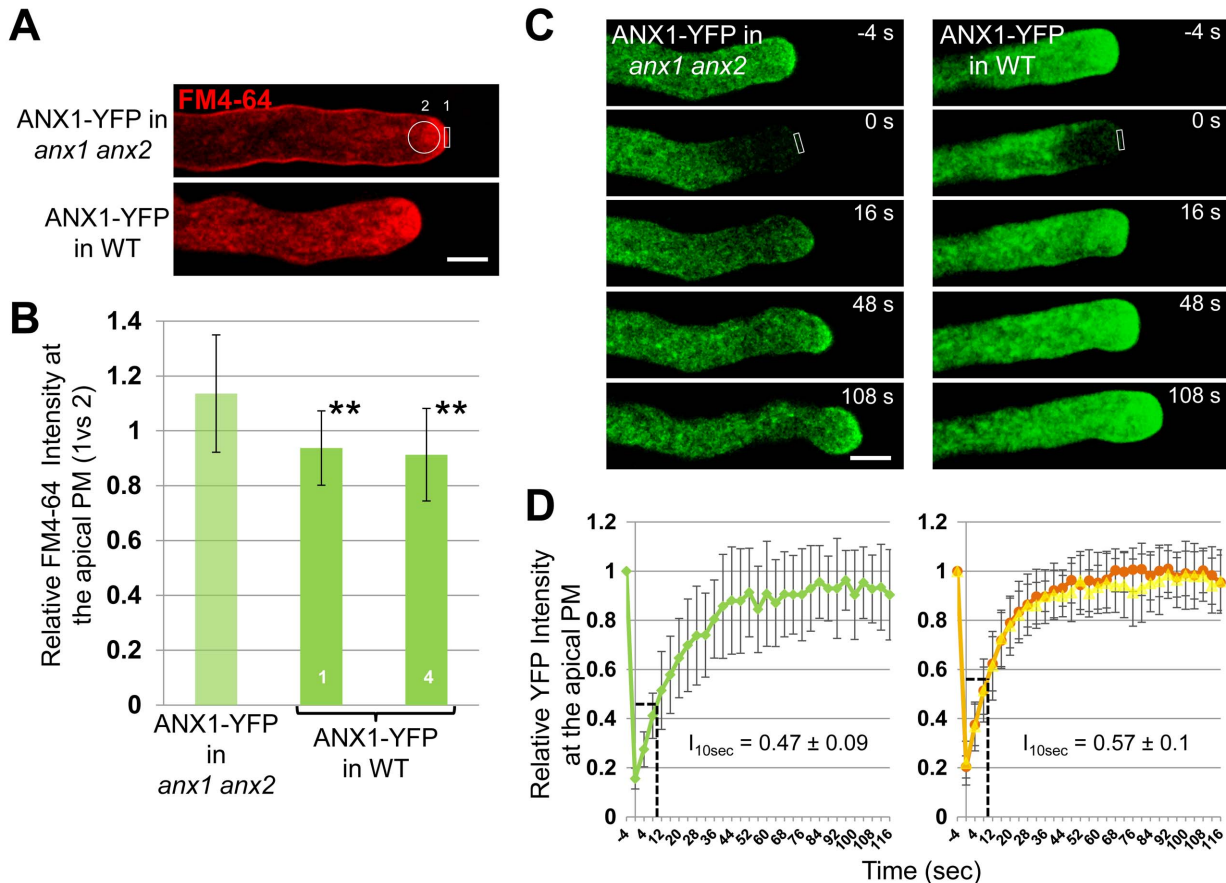 A
FM4-64
2 1
ANX1-YFP in
anx1 anx2
ANX1-YFP
in WT
B
Relative FM4-64 Intensity at
the apical PM (1vs 2)
1.4
1.2
1
0.8
0.6
0.4
0.2
0
**
**
1
4
ANX1-YFP
in
anx1 anx2
ANX1-YFP
in WT
C
ANX1-YFP in
anx1 anx2
-4 s
0 s
16 s
48 s
108 s
ANX1-YFP
in WT
-4 s
0 s
16 s
48 s
108 s
D
Relative YFP Intensity
at the apical PM
1.2
1
0.8
0.6
0.4
0.2
0
I10sec = 0.47 ± 0.09
-4 4 12 20 28 36 44 52 60 68 76 84 92 100 108 116
1.2
1
0.8
0.6
0.4
0.2
0
I10sec = 0.57 ± 0.1
-4 4 12 20 28 36 44 52 60 68 76 84 92 100 108 116
Time (sec)